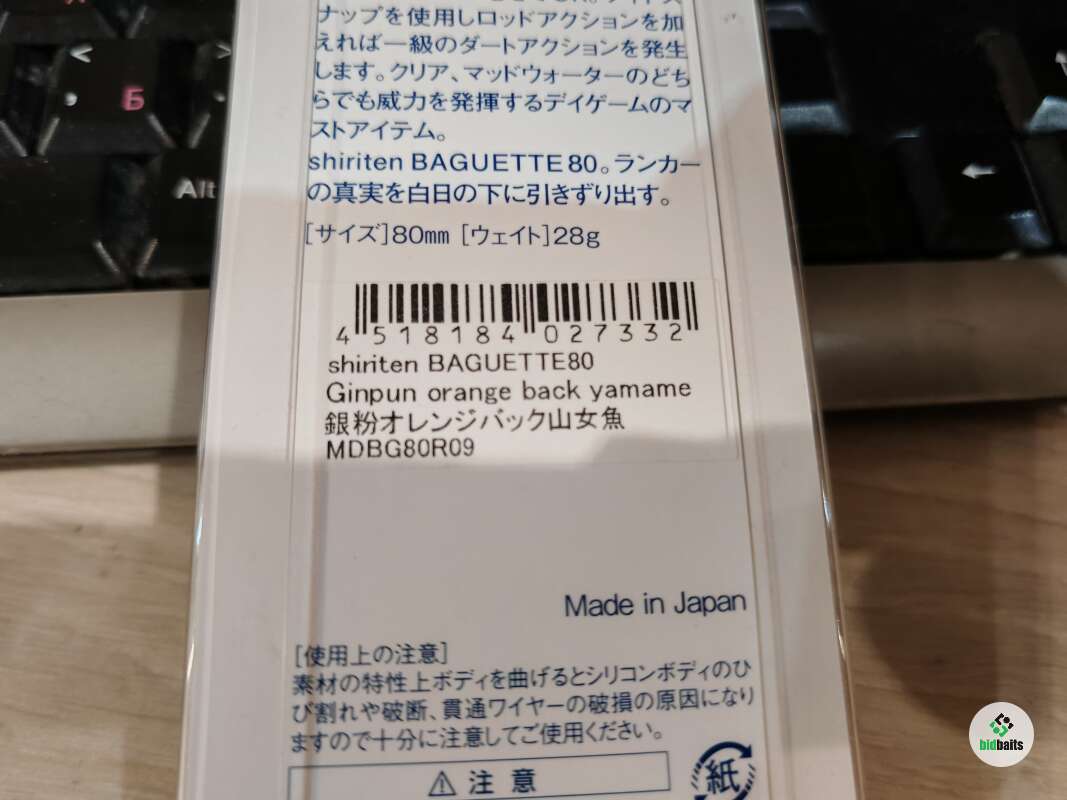 ナップを使用しロッドアクションを加
えれば一級のダートアクションを発生
します。クリア、マッドウォーターのどち
らでも威力を発揮するデイゲームのマ
ストアイテム。
shiriten BAGUETTE80。ランカー
の真実を白日の下に引きずり出す。
[サイズ]80mm [ウェイト]28g
4 518184 027332
shiriten BAGUETTE80
Ginpun orange back yamame
銀粉オレンジバック山女魚
MDBG80R09
Made in Japan
[使用上の注意]
素材の特性上ボディを曲げるとシリコンボディのひ
び割れや破断、貫通ワイヤーの破損の原因になり
ますので十分に注意してご使用ください。
⚠ 注意
紙
Б
Alt
bidbaits